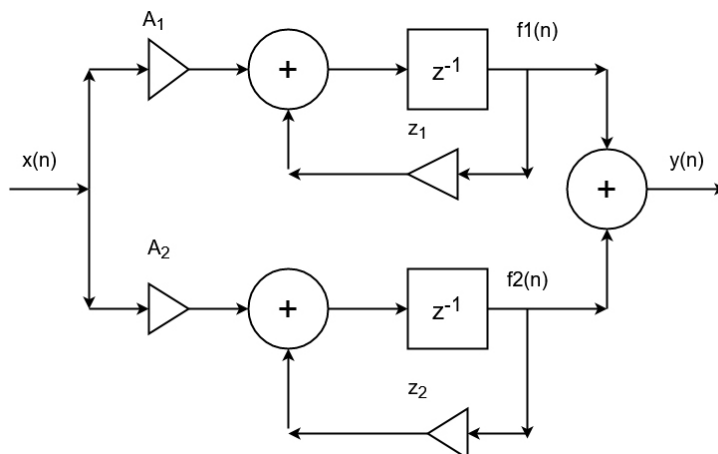 A₁
+
z⁻¹
f1(n)
z₁
x(n)
+
y(n)
A₂
+
z⁻¹
f2(n)
z₂